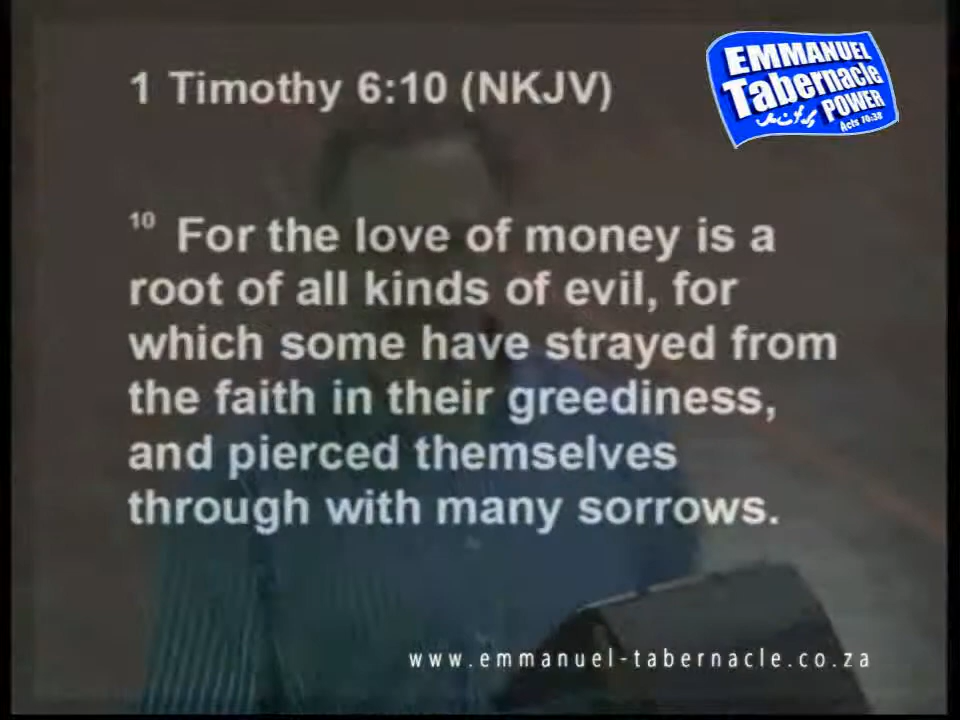 1 Timothy 6:10 (NKJV)
EMMANUEL
Tabernacle
POWER
Acts 10:38
10 For the love of money is a
root of all kinds of evil, for
which some have strayed from
the faith in their greediness,
and pierced themselves
through with many sorrows.
www.emmanuel-tabernacle.co.za